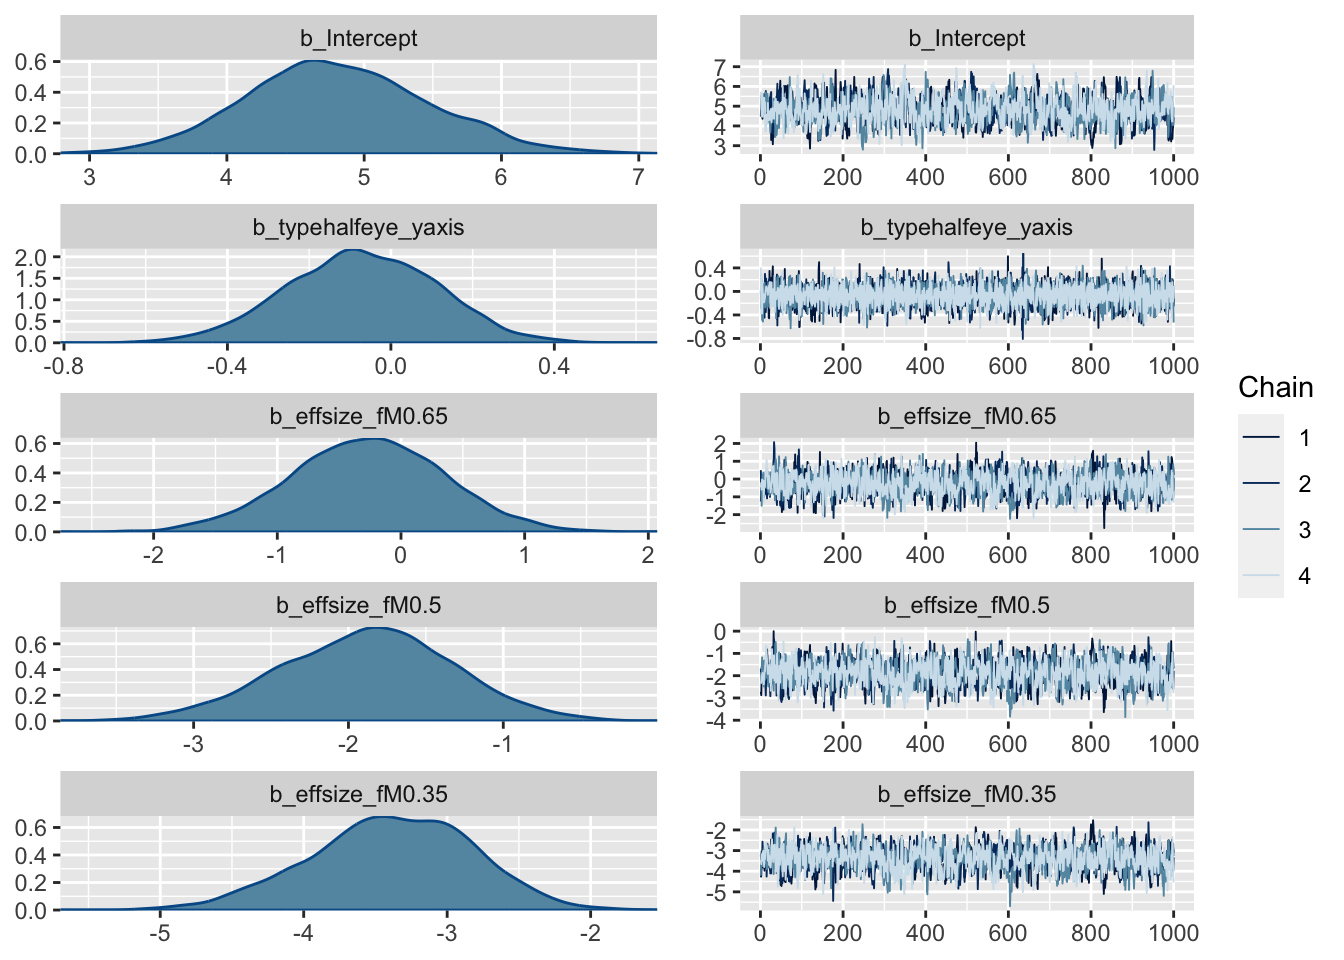 b_Intercept
0.6
0.4
0.2
0.0
3 4 5 6 7
b_Intercept
7
6
5
4
3
0 200 400 600 800 1000
b_typehalfeye_yaxis
2.0
1.5
1.0
0.5
0.0
-0.8 -0.4 0.0 0.4
b_typehalfeye_yaxis
0.4
0.0
-0.4
-0.8
0 200 400 600 800 1000
b_effsize_fM0.65
0.6
0.4
0.2
0.0
-2 -1 0 1 2
b_effsize_fM0.65
2
1
0
-1
-2
0 200 400 600 800 1000
b_effsize_fM0.5
0.6
0.4
0.2
0.0
-3 -2 -1
b_effsize_fM0.5
0
-1
-2
-3
-4
0 200 400 600 800 1000
b_effsize_fM0.35
0.6
0.4
0.2
0.0
-5 -4 -3 -2
b_effsize_fM0.35
-2
-3
-4
-5
0 200 400 600 800 1000
Chain
1
2
3
4